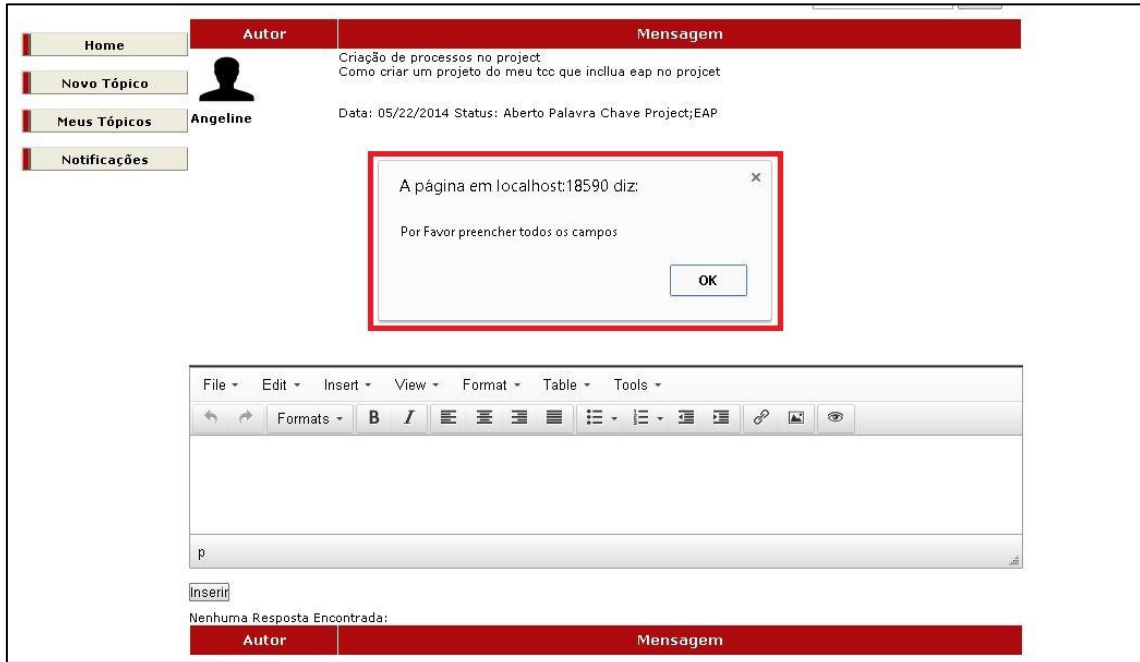 Home
Novo Tópico
Meus Tópicos
Notificações
Autor Mensagem
Criação de processos no project
Como criar um projeto do meu tcc que incllua eap no projcet
Angeline
Data: 05/22/2014 Status: Aberto Palavra Chave Project;EAP
A página em localhost:18590 diz:
Por Favor preencher todos os campos
OK
File Edit Insert View Format Table Tools
Formats B I
p
Inserir
Nenhuma Resposta Encontrada:
Autor Mensagem